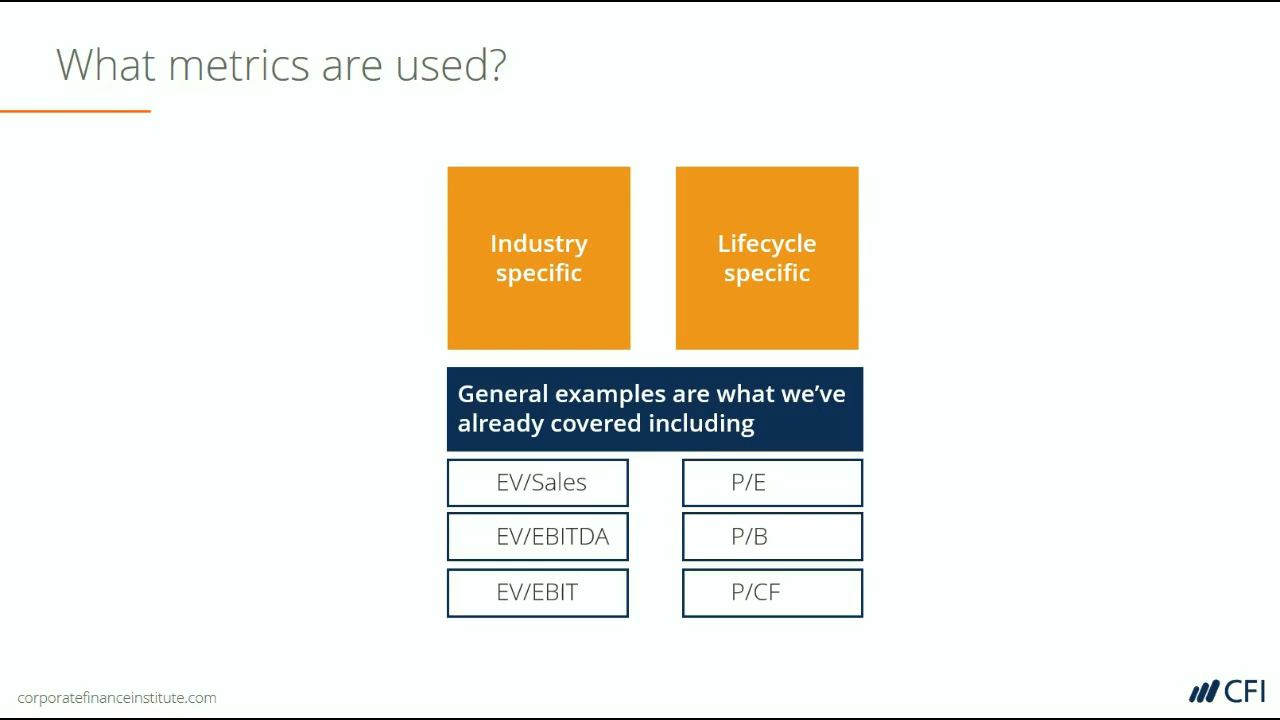 What metrics are used?
Industry
specific
Lifecycle
specific
General examples are what we’ve
already covered including
EV/Sales
P/E
EV/EBITDA
P/B
EV/EBIT
P/CF
corporatefinanceinstitute.com
CFI